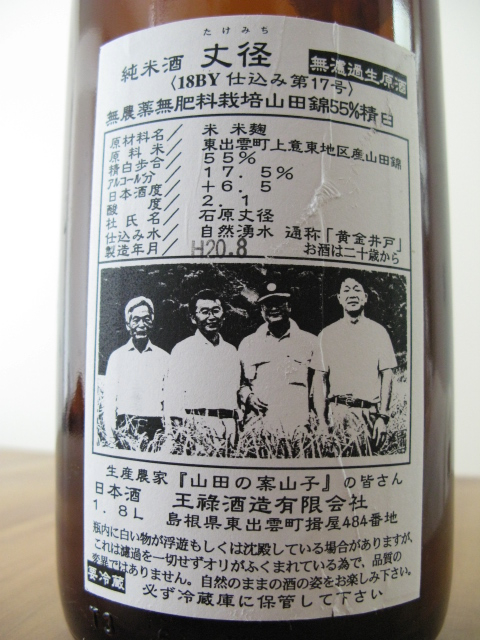 たけみち
純米酒 丈径 無濾過生原酒
〈18BY 仕込み第17号〉
無農薬無肥料栽培山田錦55%精臼
原材料名／ 米 米麹
原料米／ 東出雲町上意東地区産山田錦
精白歩合／ 55%
アルコール分／ 17.5%
日本酒度／ +6.5
酸度／ 2.1
杜氏名／ 石原丈径
仕込み水／ 自然湧水 通称「黄金井戸」
製造年月／ H20.8 お酒は二十歳から
生産農家『山田の案山子』の皆さん
日本酒 王祿酒造有限会社
1.8L 島根県東出雲町揖屋484番地
瓶内に白い物が浮遊もしくは沈殿している場合がありますが、
これは濾過を一切せずオリがふくまれている為で、品質の
変異ではありません。自然のままの酒の姿をお楽しみ下さい。
要冷蔵 必ず冷蔵庫に保管して下さい